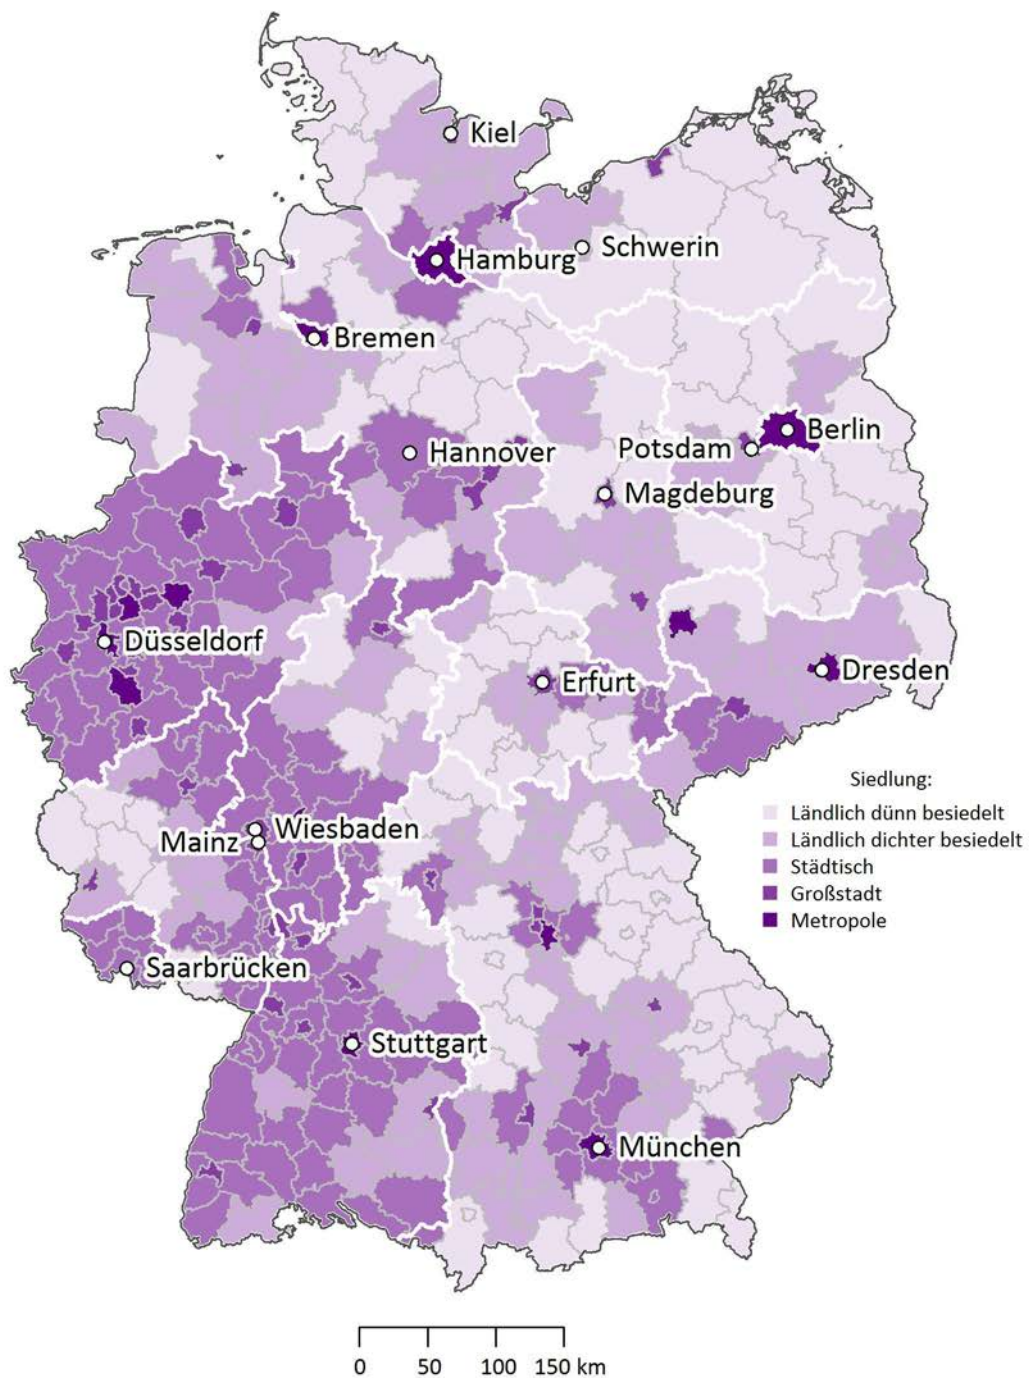 Kiel
Schwerin
Hamburg
Bremen
Berlin
Potsdam
Hannover
Magdeburg
Düsseldorf
Erfurt
Dresden
Siedlung:
Ländlich dünn besiedelt
Ländlich dichter besiedelt
Städtisch
Großstadt
Metropole
Wiesbaden
Mainz
Saarbrücken
Stuttgart
München
0 50 100 150 km